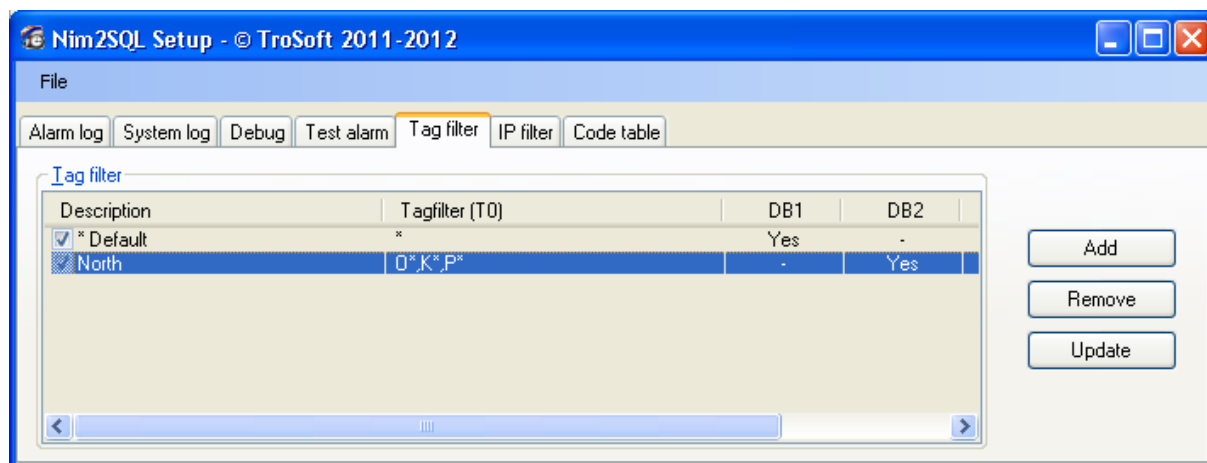 Nim2SQL Setup - © TroSoft 2011-2012
File
Alarm log System log Debug Test alarm Tag filter IP filter Code table
Tag filter
Description Tagfilter (T0) DB1 DB2
* Default * Yes -
North O*,K*,P* - Yes
Add
Remove
Update